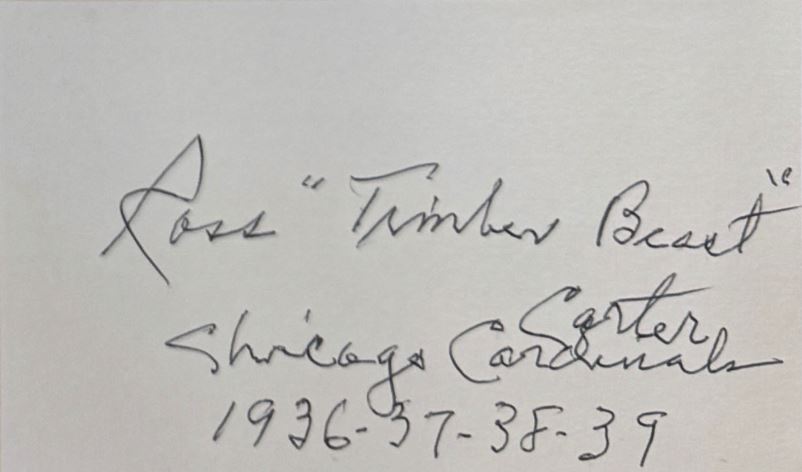 Ross "Timber Beast"
Carter
Chicago Cardinals
1936-37-38-39